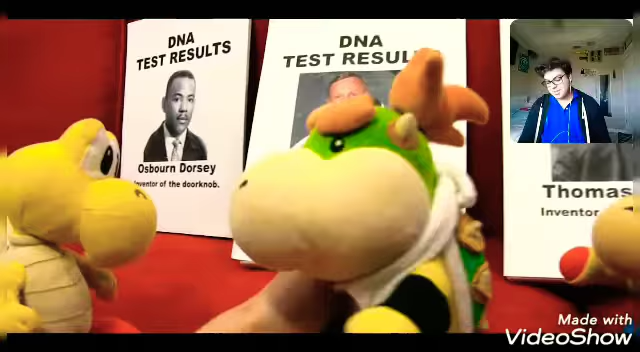 DNA
TEST RESULTS
Osbourn Dorsey
Inventor of the doorknob.
DNA
TEST RESUL
Thomas
Inventor
Made with
VideoShow